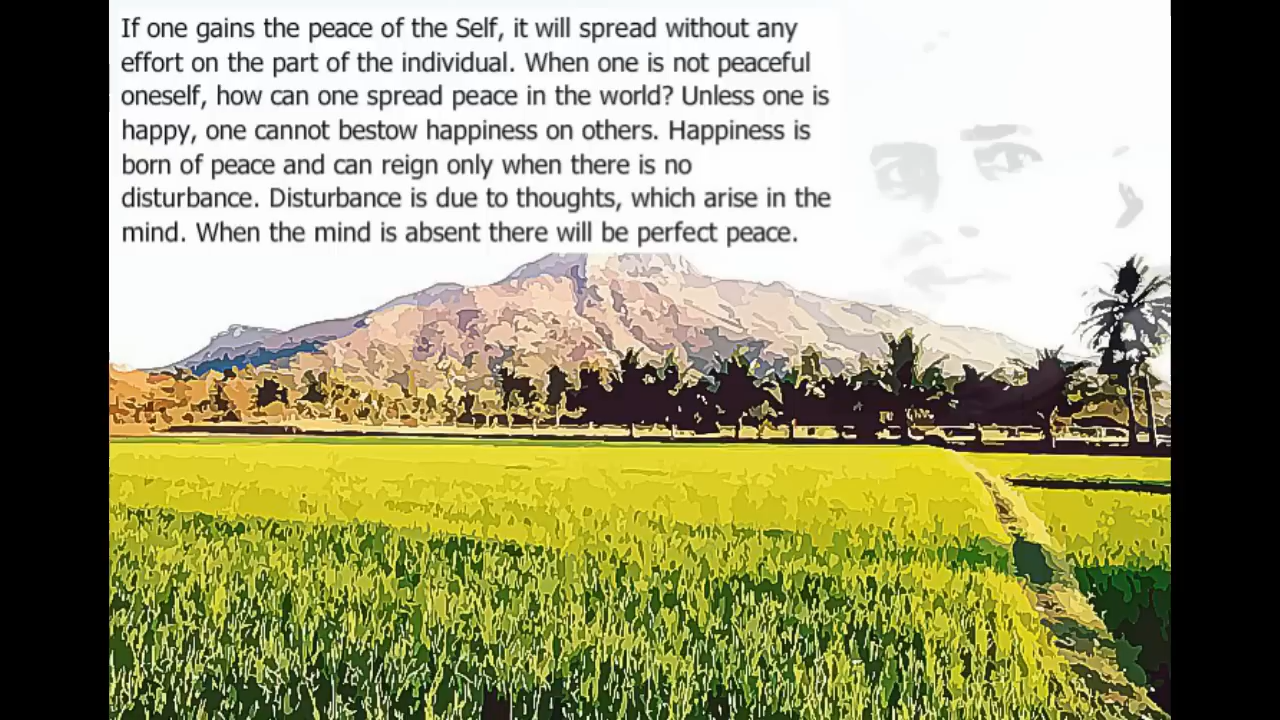 If one gains the peace of the Self, it will spread without any
effort on the part of the individual. When one is not peaceful
oneself, how can one spread peace in the world? Unless one is
happy, one cannot bestow happiness on others. Happiness is
born of peace and can reign only when there is no
disturbance. Disturbance is due to thoughts, which arise in the
mind. When the mind is absent there will be perfect peace.